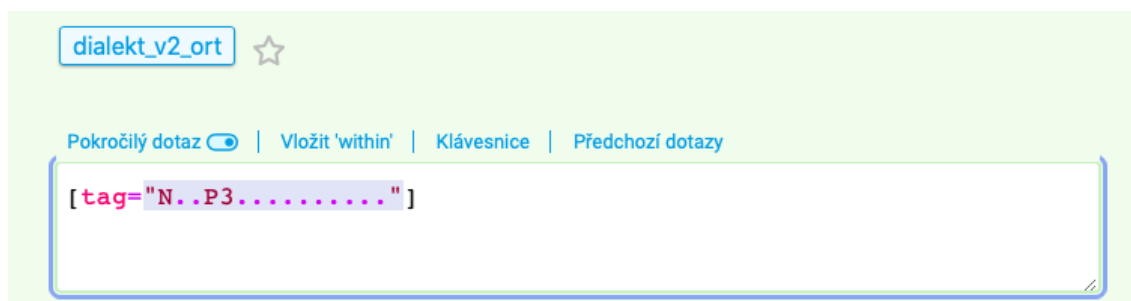 dialekt_v2_ort
Pokročilý dotaz | Vložit 'within' | Klávesnice | Předchozí dotazy
[tag="N..P3.........."]